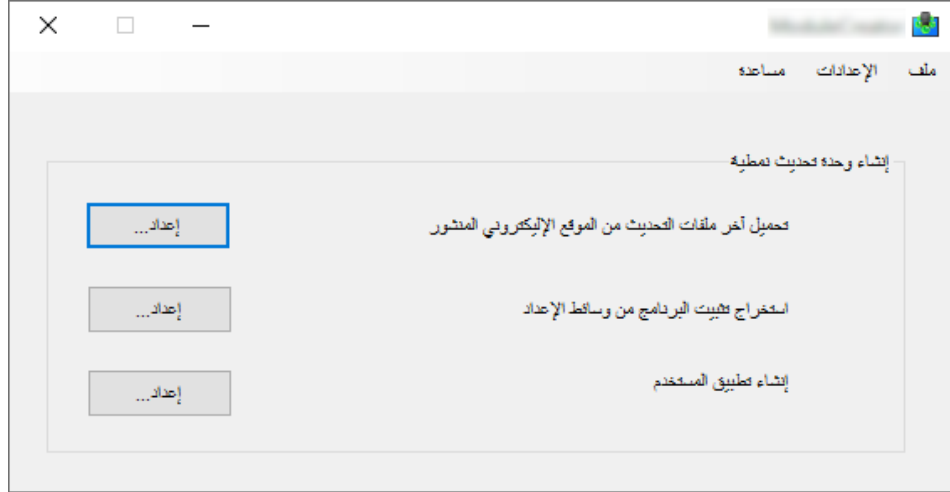 ملف الإعدادات مساعدة
إنشاء وحدة تحديث نمطية
تحميل آخر ملفات التحديث من الموقع الإليكتروني المنشور
إعداد...
استخراج تثبيت البرنامج من وسائط الإعداد
إعداد...
إنشاء تطبيق المستخدم
إعداد...